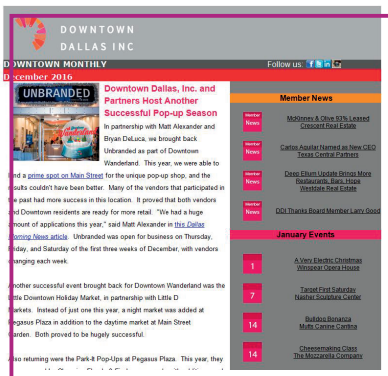 DOWNTOWN
DALLAS INC
DOWNTOWN MONTHLY
Follow us:
December 2016
UNBRANDED
Downtown Dallas, Inc. and
Partners Host Another
Successful Pop-up Season
In partnership with Matt Alexander and
Bryan DeLuca, we brought back
Unbranded as part of Downtown
Wanderland. This year, we were able to
land a prime spot on Main Street for the unique pop-up shop, and the
results couldn't have been better. Many of the vendors that participated in
the past had more success in this location. It proved that both vendors
and Downtown residents are ready for more retail. "We had a huge
amount of applications this year," said Matt Alexander in this Dallas
Morning News article. Unbranded was open for business on Thursday,
Friday, and Saturday of the first three weeks of December, with vendors
changing each week.
Another successful event brought back for Downtown Wanderland was the
Little Downtown Holiday Market, in partnership with Little D
Markets. Instead of just one this year, a night market was added at
Pegasus Plaza in addition to the daytime market at Main Street
Garden. Both proved to be hugely successful.
Also returning were the Park-It Pop-Ups at Pegasus Plaza. This year, they
Member News
Member
News
McKinney & Olive 93% Leased
Crescent Real Estate
Member
News
Carlos Aguilar Named as New CEO
Texas Central Partners
Member
News
Deep Ellum Update Brings More
Restaurants, Bars, Hope
Westdale Real Estate
Member
News
DDI Thanks Board Member Larry Good
January Events
1
A Very Electric Christmas
Winspear Opera House
7
Target First Saturday
Nasher Sculpture Center
14
Bulldog Bonanza
Mutts Canine Cantina
14
Cheesemaking Class
The Mozzarella Company